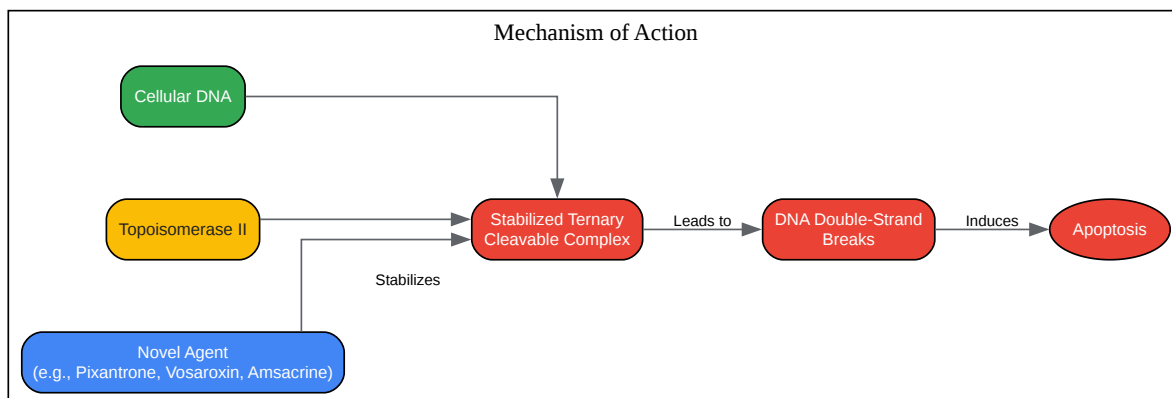 Mechanism of Action
Cellular DNA
Topoisomerase II
Stabilized Ternary
Cleavable Complex
Leads to
DNA Double-Strand
Breaks
Induces
Apoptosis
Stabilizes
Novel Agent
(e.g., Pixantrone, Vosaroxin, Amsacrine)